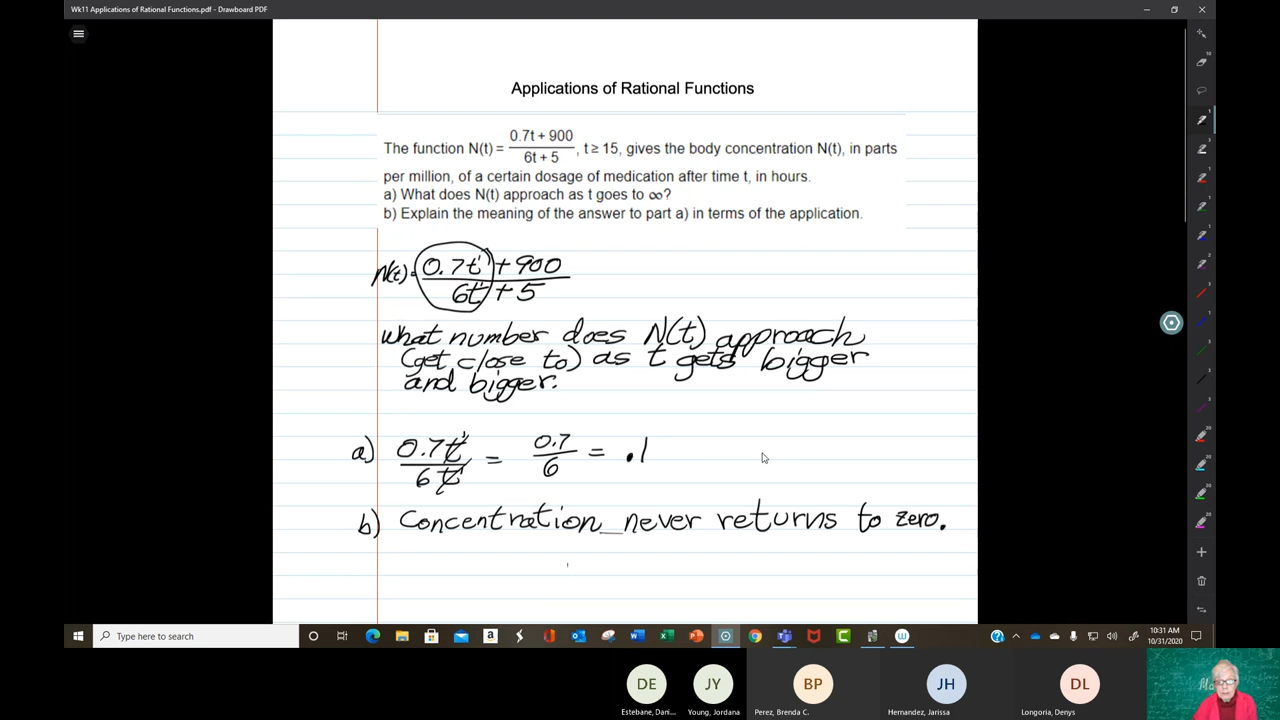 Wk11 Applications of Rational Functions.pdf - Drawboard PDF
Applications of Rational Functions
The function N(t) = (0.7t + 900)/(6t + 5), t ≥ 15, gives the body concentration N(t), in parts
per million, of a certain dosage of medication after time t, in hours.
a) What does N(t) approach as t goes to ∞?
b) Explain the meaning of the answer to part a) in terms of the application.
N(t) = (0.7t¹ + 900)/(6t¹ + 5)
What number does N(t) approach
(get close to) as t gets bigger
and bigger.
a) 0.7t¹/6t¹ = 0.7/6 = .1
b) Concentration never returns to zero.
Type here to search
10:31 AM
10/31/2020
DE JY BP JH DL
Estebane, Dari... Young, Jordana Perez, Brenda C. Hernandez, Jarissa Longoria, Denys